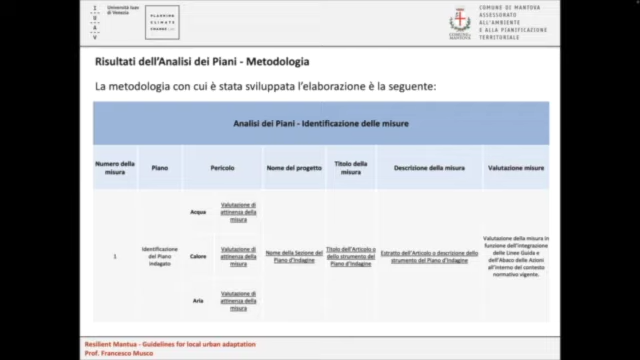 I U A V
Università Iuav
di Venezia
PLANNING
CLIMATE
CHANGE
COMUNE DI MANTOVA
ASSESSORATO
ALL'AMBIENTE
E ALLA PIANIFICAZIONE
TERRITORIALE
Risultati dell'Analisi dei Piani - Metodologia
La metodologia con cui è stata sviluppata l'elaborazione è la seguente:
Analisi dei Piani - Identificazione delle misure
Numero della
misura
Piano
Pericolo
Nome del progetto
Titolo della
misura
Descrizione della misura
Valutazione misure
1
Identificazione
del Piano
indagato
Acqua
Valutazione di
attinenza della
misura
Calore
Valutazione di
attinenza della
misura
Aria
Valutazione di
attinenza della
misura
Nome della Sezione del
Piano d'Indagine
Titolo dell'Articolo o
dello strumento del
Piano d'Indagine
Estratto dell'Articolo o descrizione dello
strumento del Piano d'Indagine
Valutazione della misura in
funzione dell'integrazione
delle Linee Guida e
dell'Abaco delle Azioni
all'interno del contesto
normativo vigente.
Resilient Mantua - Guidelines for local urban adaptation
Prof. Francesco Musco